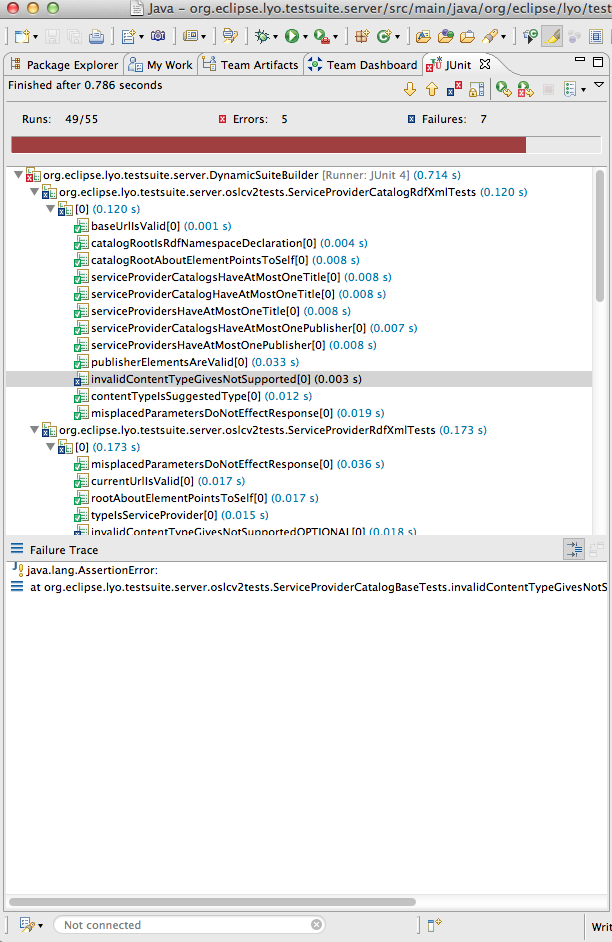 Java - org.eclipse.lyo.testsuite.server/src/main/java/org/eclipse/lyo/test
Package Explorer My Work Team Artifacts Team Dashboard JUnit
Finished after 0.786 seconds
Runs: 49/55 Errors: 5 Failures: 7
org.eclipse.lyo.testsuite.server.DynamicSuiteBuilder [Runner: JUnit 4] (0.714 s)
org.eclipse.lyo.testsuite.server.oslcv2tests.ServiceProviderCatalogRdfXmlTests (0.120 s)
[0] (0.120 s)
baseUrlIsValid[0] (0.001 s)
catalogRootIsRdfNamespaceDeclaration[0] (0.004 s)
catalogRootAboutElementPointsToSelf[0] (0.008 s)
serviceProviderCatalogsHaveAtMostOneTitle[0] (0.008 s)
serviceProviderCatalogHaveAtMostOneTitle[0] (0.008 s)
serviceProvidersHaveAtMostOneTitle[0] (0.008 s)
serviceProviderCatalogsHaveAtMostOnePublisher[0] (0.007 s)
serviceProvidersHaveAtMostOnePublisher[0] (0.008 s)
publisherElementsAreValid[0] (0.033 s)
invalidContentTypeGivesNotSupported[0] (0.003 s)
contentTypeIsSuggestedType[0] (0.012 s)
misplacedParametersDoNotEffectResponse[0] (0.019 s)
org.eclipse.lyo.testsuite.server.oslcv2tests.ServiceProviderRdfXmlTests (0.173 s)
[0] (0.173 s)
misplacedParametersDoNotEffectResponse[0] (0.036 s)
currentUrlIsValid[0] (0.017 s)
rootAboutElementPointsToSelf[0] (0.017 s)
typeIsServiceProvider[0] (0.015 s)
invalidContentTypeGivesNotSupportedOPTIONAL[0] (0.018 s)
Failure Trace
java.lang.AssertionError:
at org.eclipse.lyo.testsuite.server.oslcv2tests.ServiceProviderCatalogBaseTests.invalidContentTypeGivesNotS
Not connected
Writ